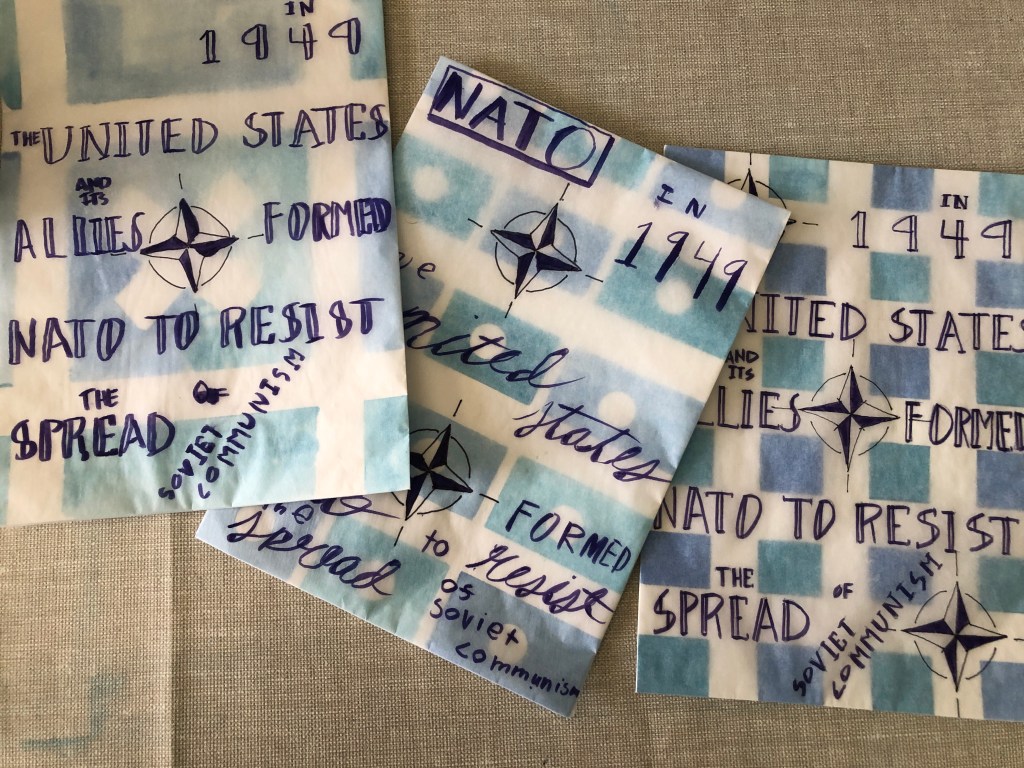 IN
1949
THE UNITED STATES
AND
ITS
ALLIES FORMED
NATO TO RESIST
THE OF
SPREAD
SOVIET
COMMUNISM
NATO
IN
1949
United
States
FORMED
to Resist
the
spread
of
soviet
communism
IN
1949
NITED STATES
AND
ITS
LLIES FORMED
NATO TO RESIST
THE OF
SPREAD
SOVIET
COMMUNISM